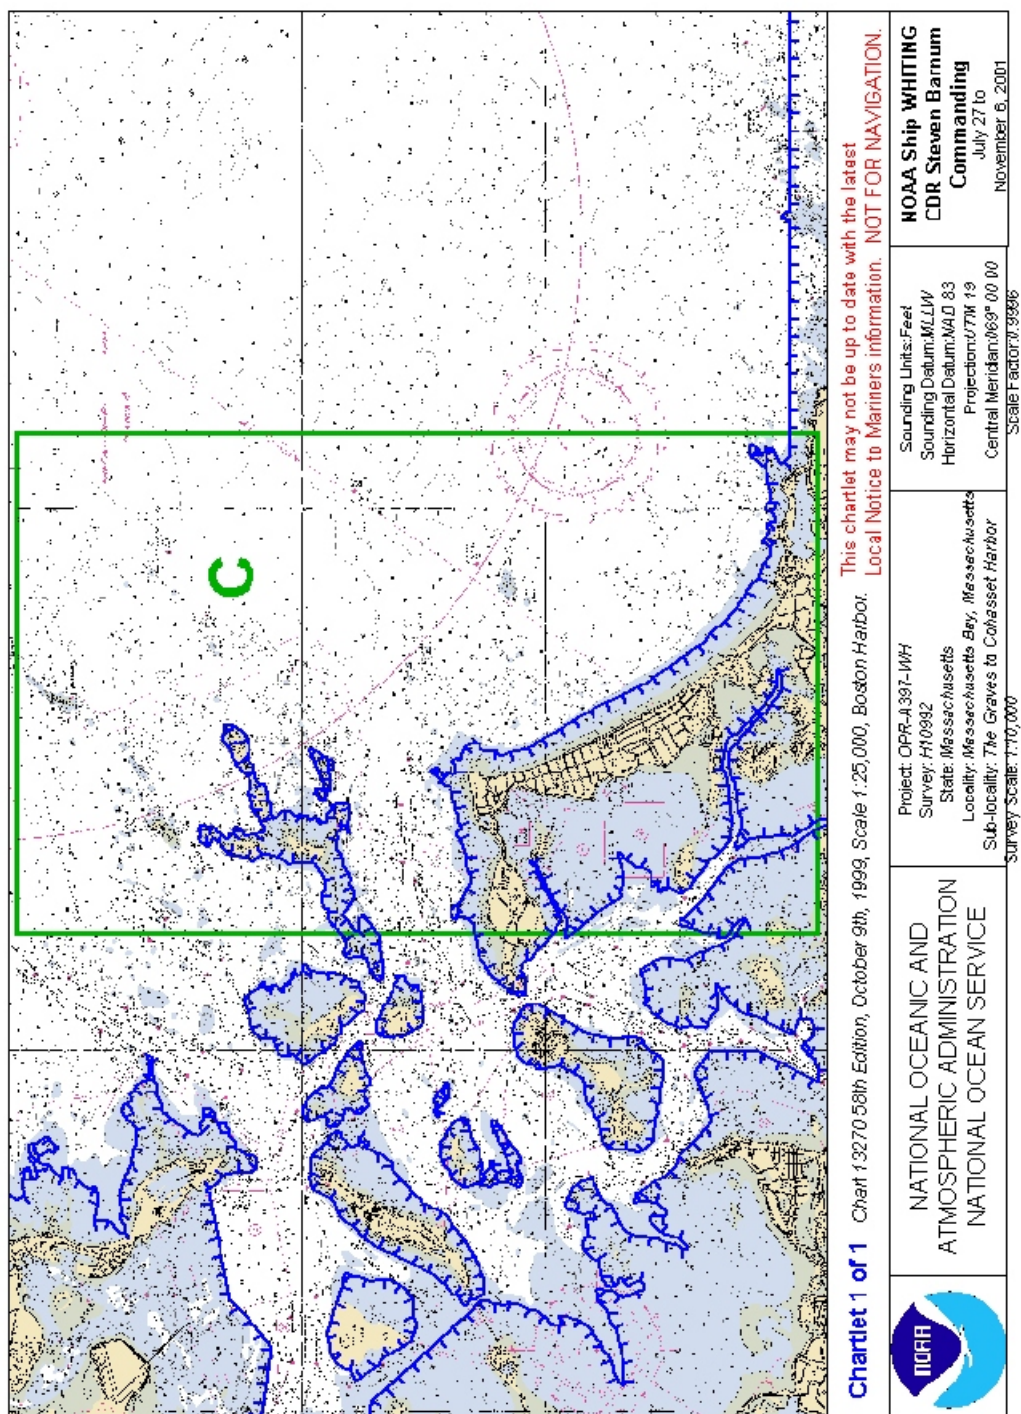 C
This chartlet may not be up to date with the latest
Local Notice to Mariners information. NOT FOR NAVIGATION.
Chartlet 1 of 1 Chart 13270 58th Edition, October 9th, 1999, Scale 1:25,000, Boston Harbor.
NOAA
NATIONAL OCEANIC AND
ATMOSPHERIC ADMINISTRATION
NATIONAL OCEAN SERVICE
Project: OPR-A397-WH
Survey: H10992
State: Massachusetts
Locality: Massachusetts Bay, Massachusetts
Sub-locality: The Graves to Cohasset Harbor
Survey Scale: 1:10,000
Sounding Units: Feet
Sounding Datum: MLLW
Horizontal Datum: NAD 83
Projection: UTM 19
Central Meridian: 069° 00 00
Scale Factor: 0.9996
NOAA Ship WHITING
CDR Steven Barnum
Commanding
July 27 to
November 6, 2001